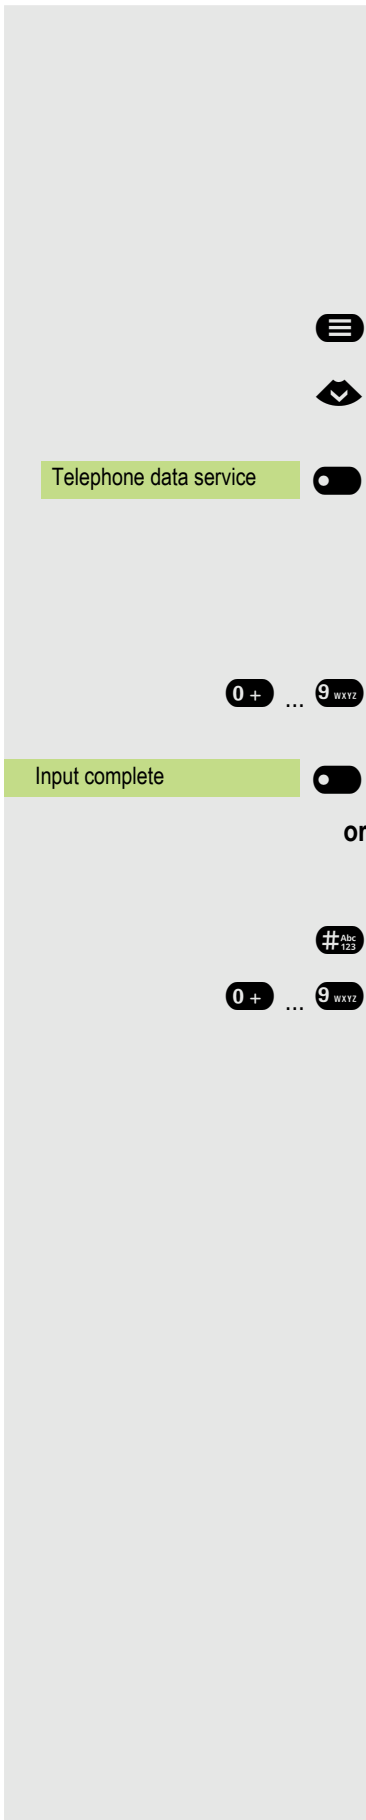 Telephone data service
0 + ... 9 WXYZ
Input complete
or
# Abc 123
0 + ... 9 WXYZ